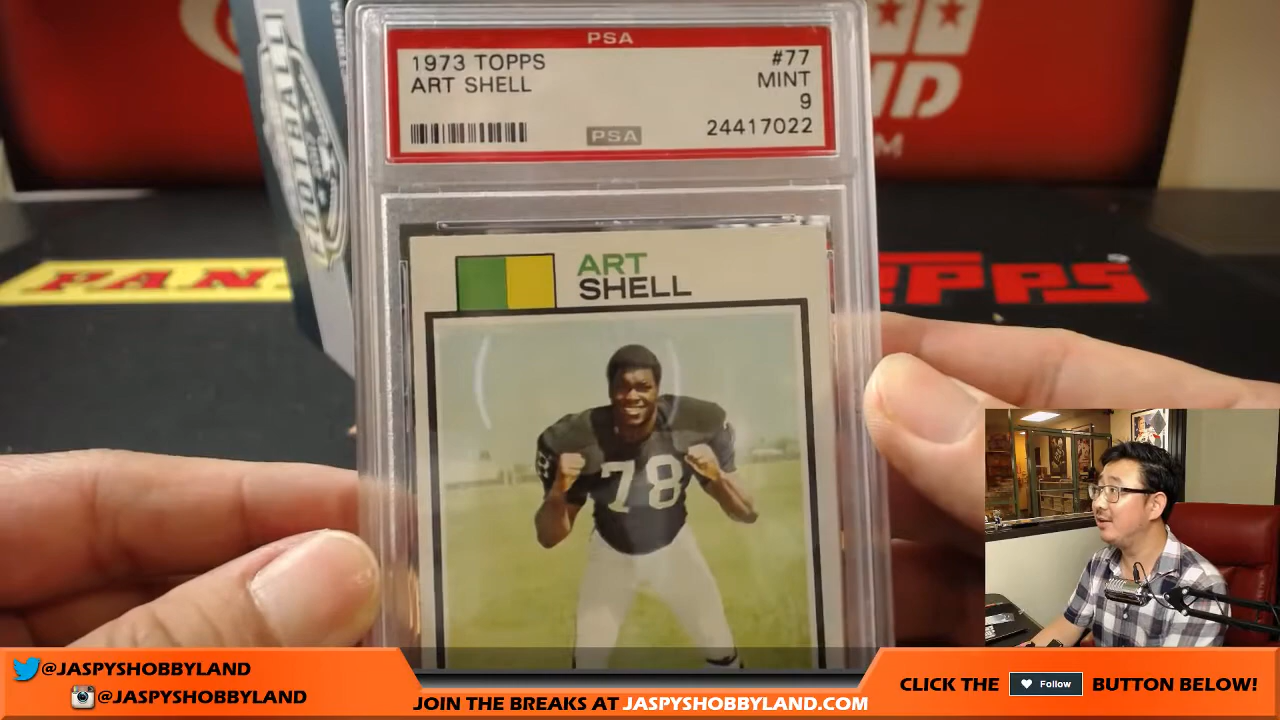 PSA
1973 TOPPS
#77
ART SHELL
MINT
9
PSA
24417022
FOOTBALL
ART
SHELL
78
@JASPYSHOBBYLAND
@JASPYSHOBBYLAND
JOIN THE BREAKS AT JASPYSHOBBYLAND.COM
CLICK THE Follow BUTTON BELOW!